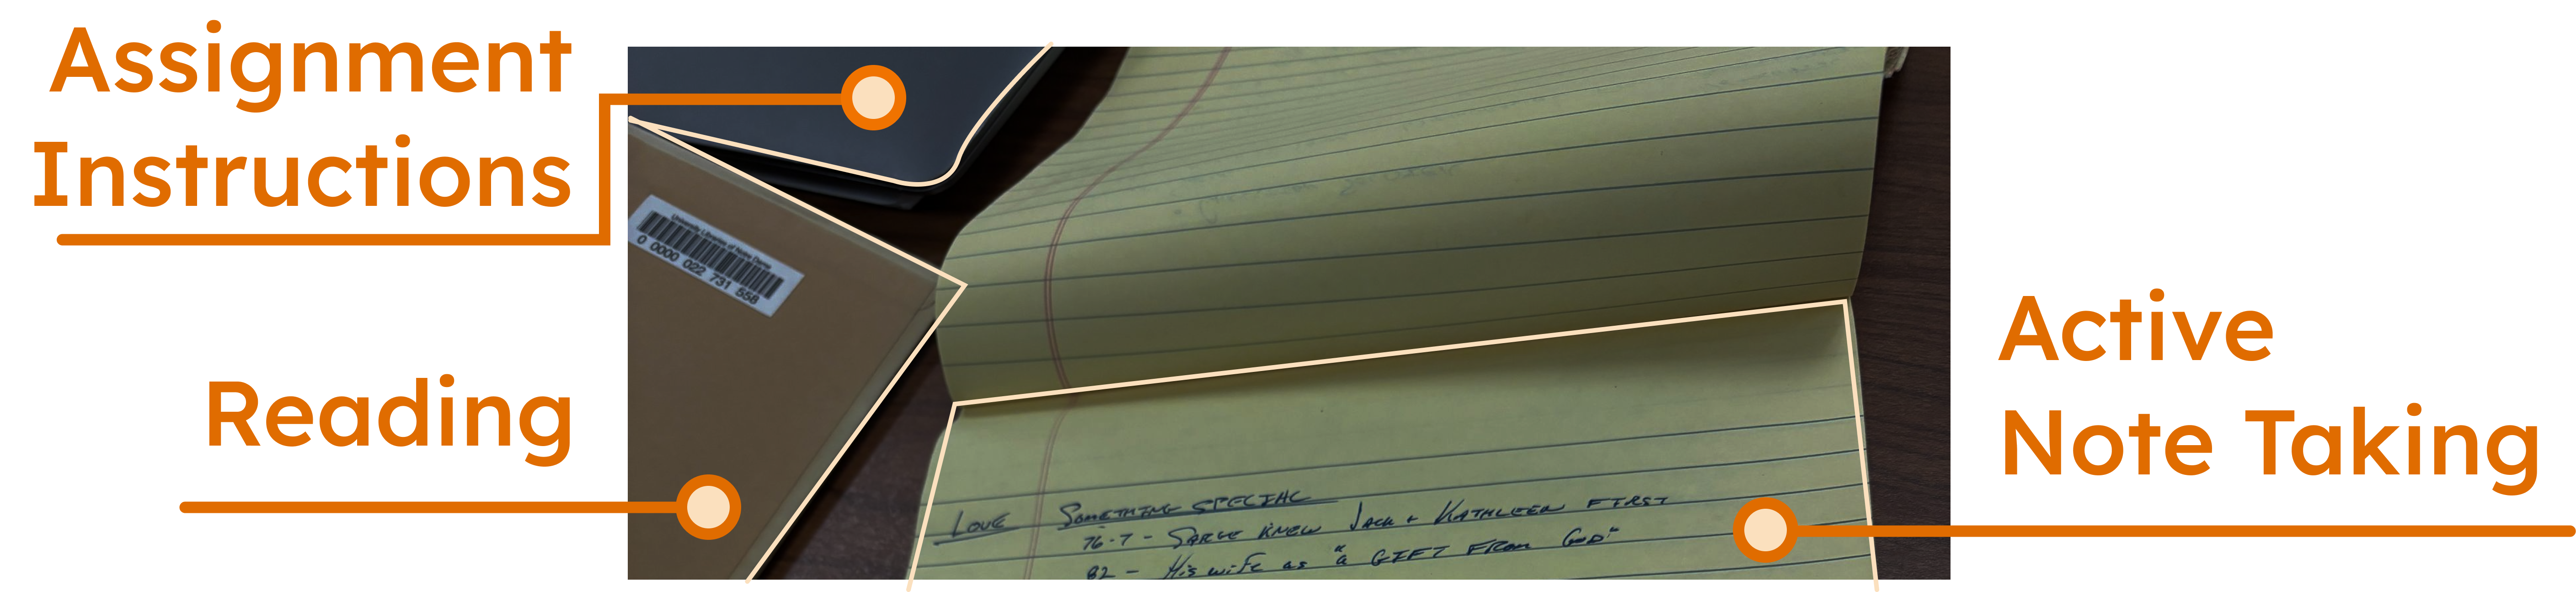 Assignment
Instructions
University Libraries of Notre Dame
0 0000 022 731 558
Reading
Active
Note Taking
LOVE SOMETHING SPECIAL
76-7 - SARGE KNEW JACK + KATHLEEN FIRST
82 - His wife as "a GIFT FROM GOD"